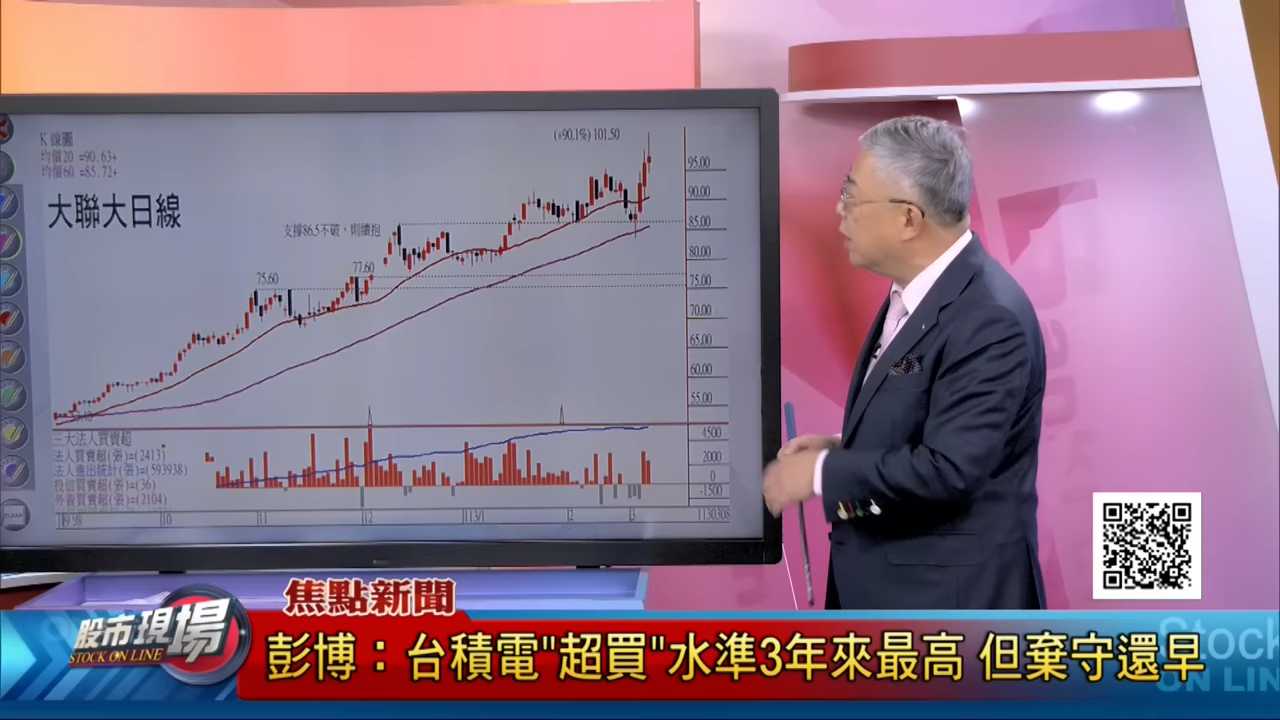 K 線圖
均價20 =90.63+
均價60 =85.72+
大聯大日線
(+90.1%) 101.50
支撐86.5不破，則續抱
75.60
77.60
95.00
90.00
85.00
80.00
75.00
70.00
65.00
60.00
55.00
三大法人買賣超
法人買賣超(張)=(2413)
法人進出統計(張)=(593938)
投信買賣超(張)=(36)
外資買賣超(張)=(2104)
4500
2000
0
-1500
10
11
12
113/1
2
3
1130308
焦點新聞
股市現場
STOCK ON LINE
彭博：台積電"超買"水準3年來最高 但棄守還早
Stock
ON LIN